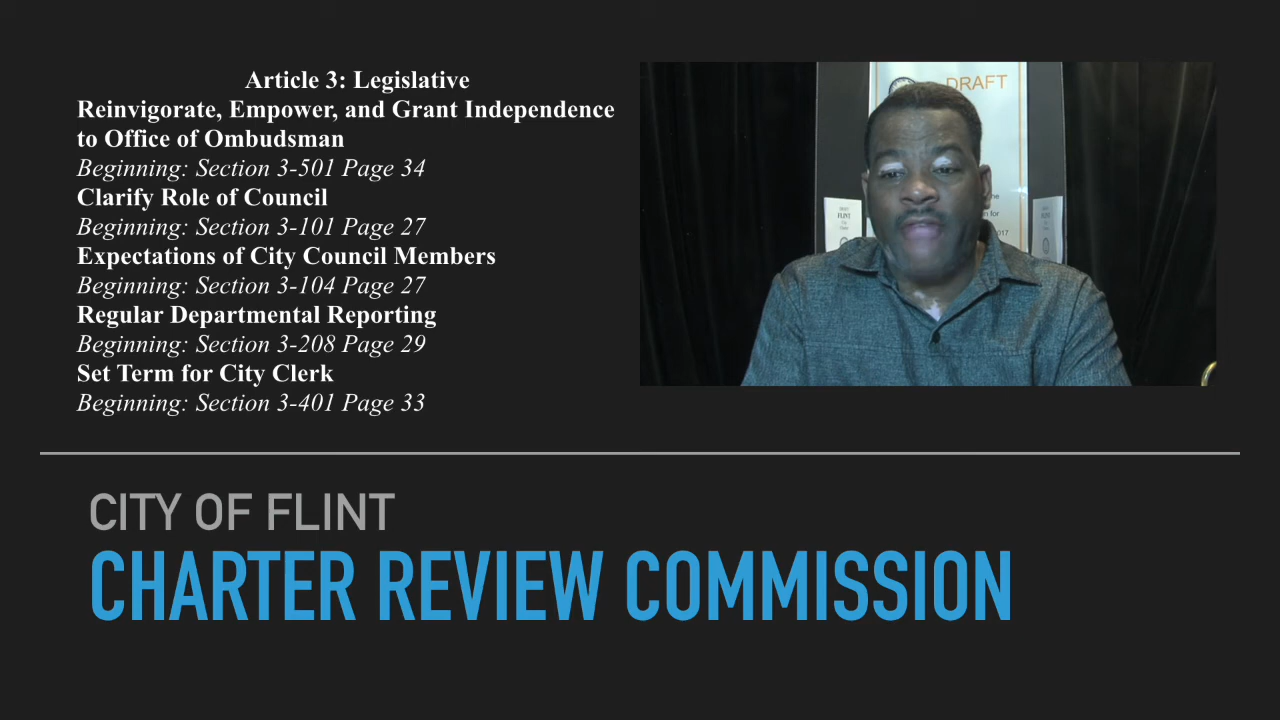 Article 3: Legislative
Reinvigorate, Empower, and Grant Independence
to Office of Ombudsman
Beginning: Section 3-501 Page 34
Clarify Role of Council
Beginning: Section 3-101 Page 27
Expectations of City Council Members
Beginning: Section 3-104 Page 27
Regular Departmental Reporting
Beginning: Section 3-208 Page 29
Set Term for City Clerk
Beginning: Section 3-401 Page 33
DRAFT
FLINT
CITY OF FLINT
CHARTER REVIEW COMMISSION